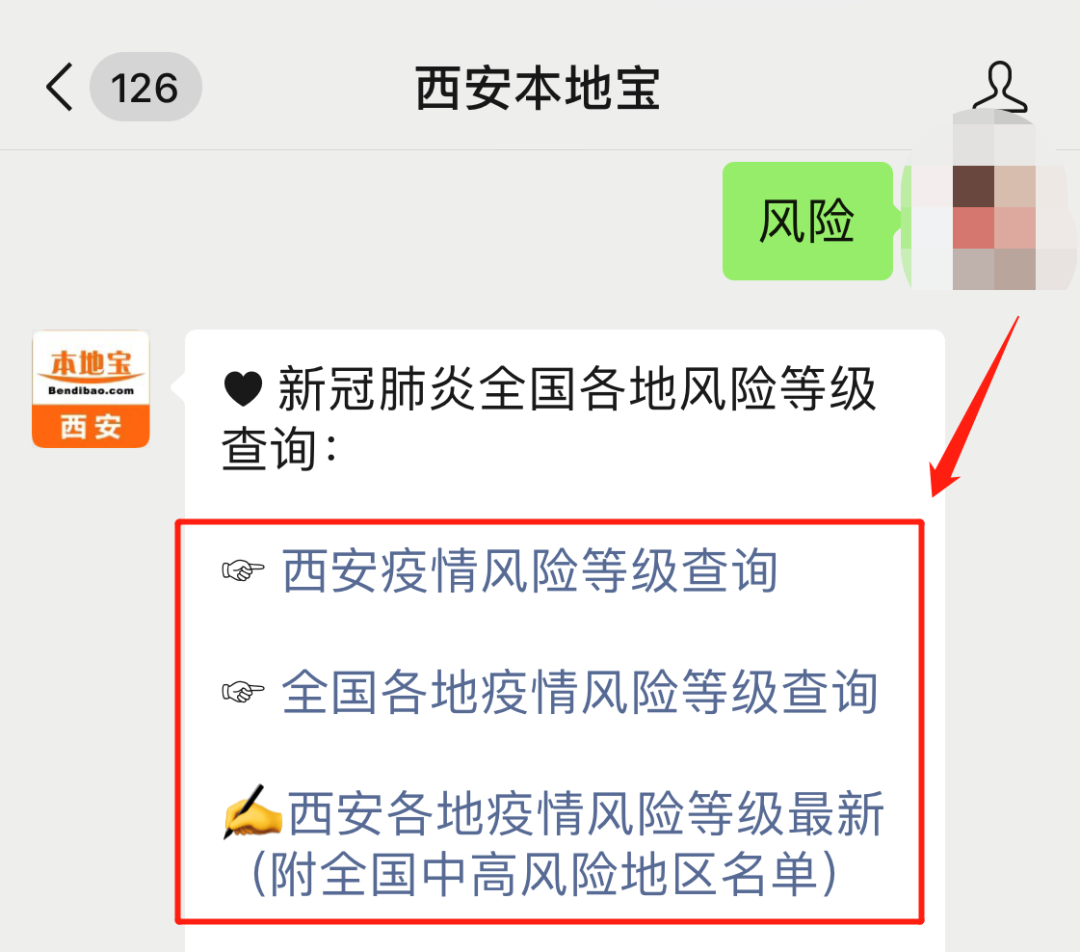 126
西安本地宝
风险
本地宝
Bendibao.com
西安
♥ 新冠肺炎全国各地风险等级
查询：
☞ 西安疫情风险等级查询
☞ 全国各地疫情风险等级查询
✍西安各地疫情风险等级最新
（附全国中高风险地区名单）